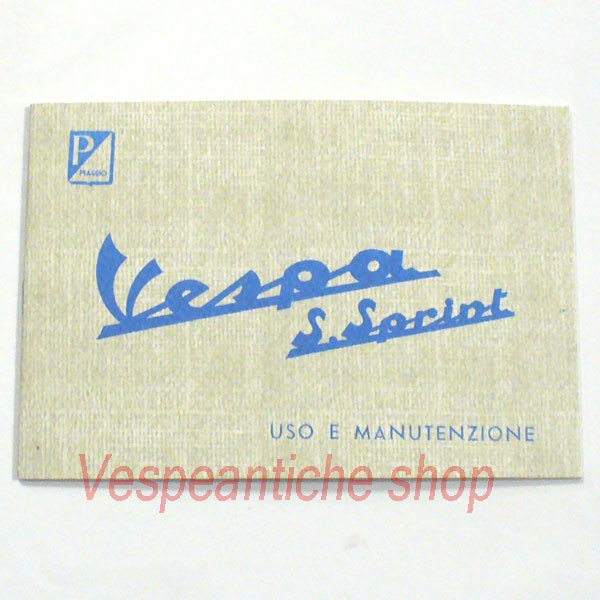 P
PIAGGIO
Vespa
S.Sprint
USO E MANUTENZIONE
Vespeantiche shop